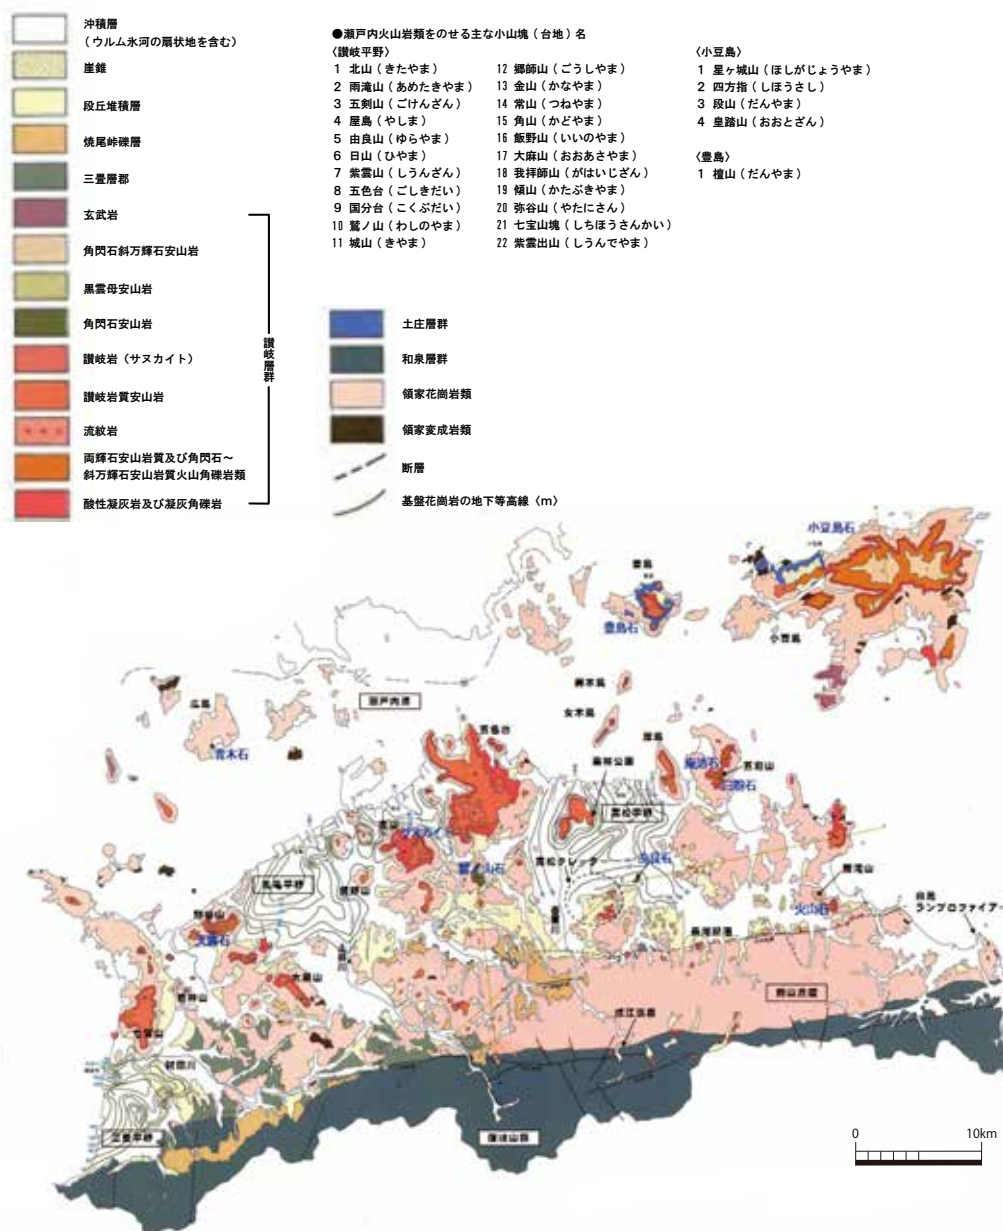 沖積層
(ウルム氷河の扇状地を含む)
崖錐
段丘堆積層
焼尾峠礫層
三豊層郡
玄武岩
角閃石斜万輝石安山岩
黒雲母安山岩
角閃石安山岩
讃岐岩(サヌカイト)
讃岐岩質安山岩
流紋岩
両輝石安山岩質及び角閃石〜
斜万輝石安山岩質火山角礫岩類
酸性凝灰岩及び凝灰角礫岩
讃岐層群
●瀬戸内火山岩類をのせる主な小山塊(台地)名
〈讃岐平野〉
1 北山(きたやま)
2 雨滝山(あめたきやま)
3 五剣山(ごけんざん)
4 屋島(やしま)
5 由良山(ゆらやま)
6 日山(ひやま)
7 紫雲山(しうんざん)
8 五色台(ごしきだい)
9 国分台(こくぶだい)
10 鷲ノ山(わしのやま)
11 城山(きやま)
12 郷師山(ごうしやま)
13 金山(かなやま)
14 常山(つねやま)
15 角山(かどやま)
16 飯野山(いいのやま)
17 大麻山(おおあさやま)
18 我拝師山(がはいじざん)
19 傾山(かたぶきやま)
20 弥谷山(やたにさん)
21 七宝山塊(しちほうさんかい)
22 紫雲出山(しうんでやま)
〈小豆島〉
1 星ヶ城山(ほしがじょうやま)
2 四方指(しほうさし)
3 段山(だんやま)
4 皇踏山(おおとざん)
〈豊島〉
1 檀山(だんやま)
土庄層群
和泉層群
領家花崗岩類
領家変成岩類
断層
基盤花崗岩の地下等高線〈m〉
小豆島石
豊島
豊島石
小豆島
女木島
広島
青木石
瀬戸内海
五色台
屋島
庵治石
五剣山
白粉石
栗林公園
高松平野
金山
サヌカイト
鷲ノ山石
高松クレーター
丸亀平野
弥谷山
天霧石
大麻山
雨滝山
火山石
白鳥
ランプロファイアー
長尾断層
七宝山
財田川
三豊平野
讃岐山脈
0
10km